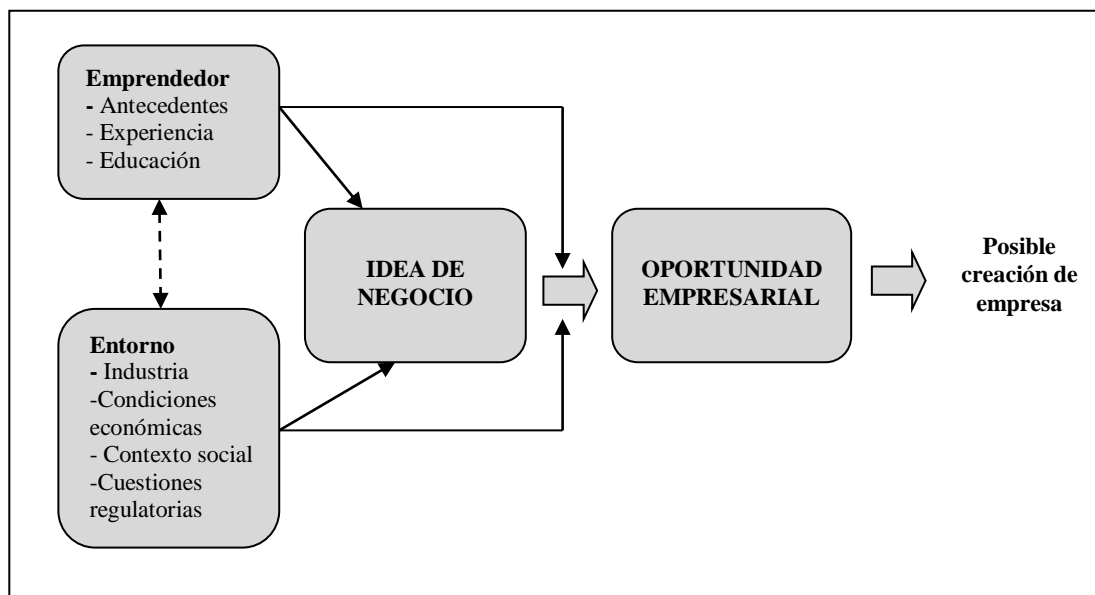 Emprendedor
- Antecedentes
- Experiencia
- Educación
IDEA DE
NEGOCIO
OPORTUNIDAD
EMPRESARIAL
Posible
creación de
empresa
Entorno
- Industria
-Condiciones
económicas
- Contexto social
-Cuestiones
regulatorias